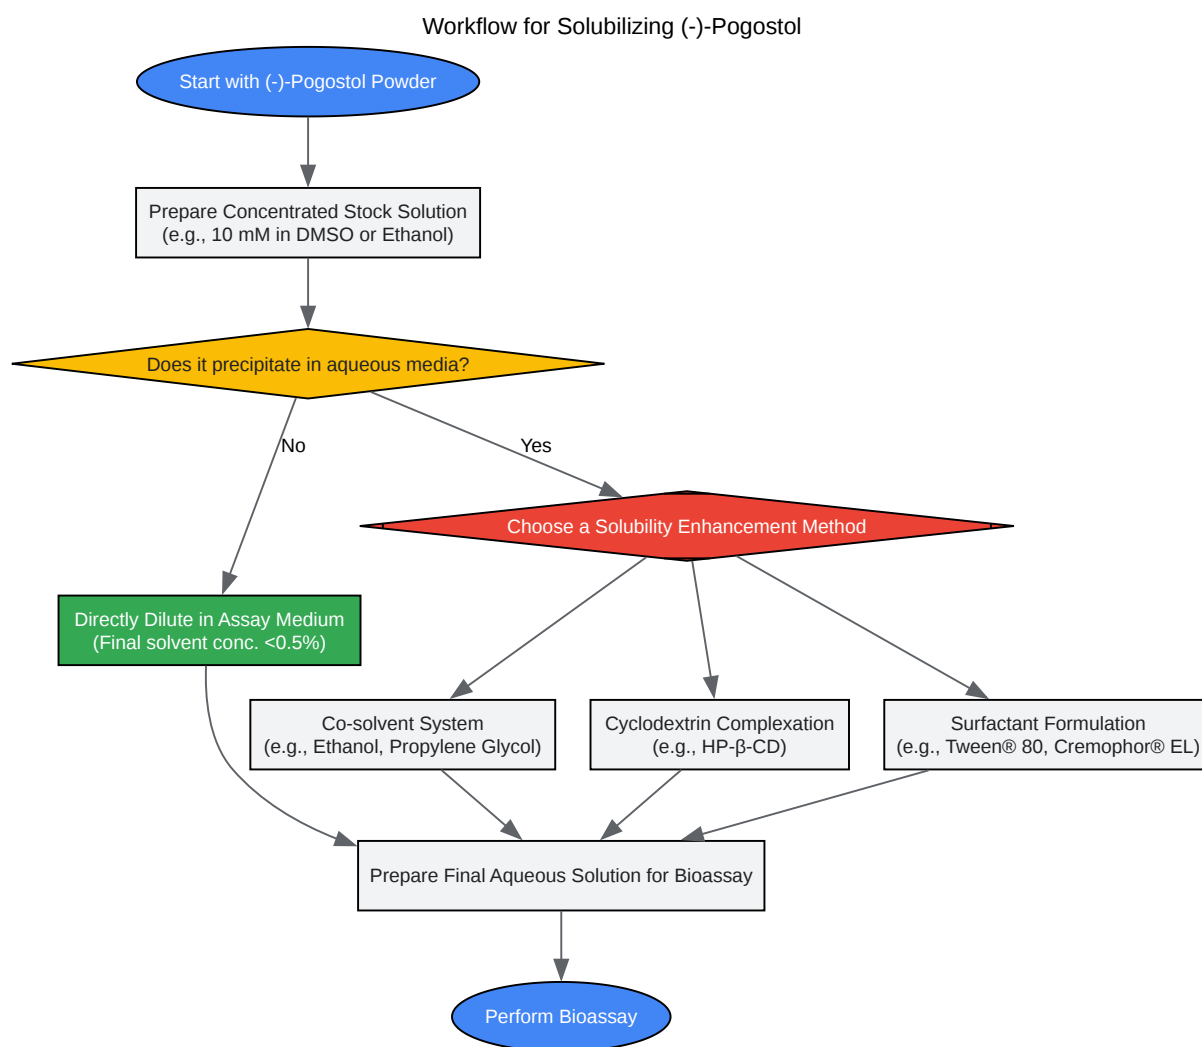 Workflow for Solubilizing (-)-Pogostol
Start with (-)-Pogostol Powder
Prepare Concentrated Stock Solution
(e.g., 10 mM in DMSO or Ethanol)
Does it precipitate in aqueous media?
No
Yes
Choose a Solubility Enhancement Method
Directly Dilute in Assay Medium
(Final solvent conc. <0.5%)
Co-solvent System
(e.g., Ethanol, Propylene Glycol)
Cyclodextrin Complexation
(e.g., HP-β-CD)
Surfactant Formulation
(e.g., Tween® 80, Cremophor® EL)
Prepare Final Aqueous Solution for Bioassay
Perform Bioassay